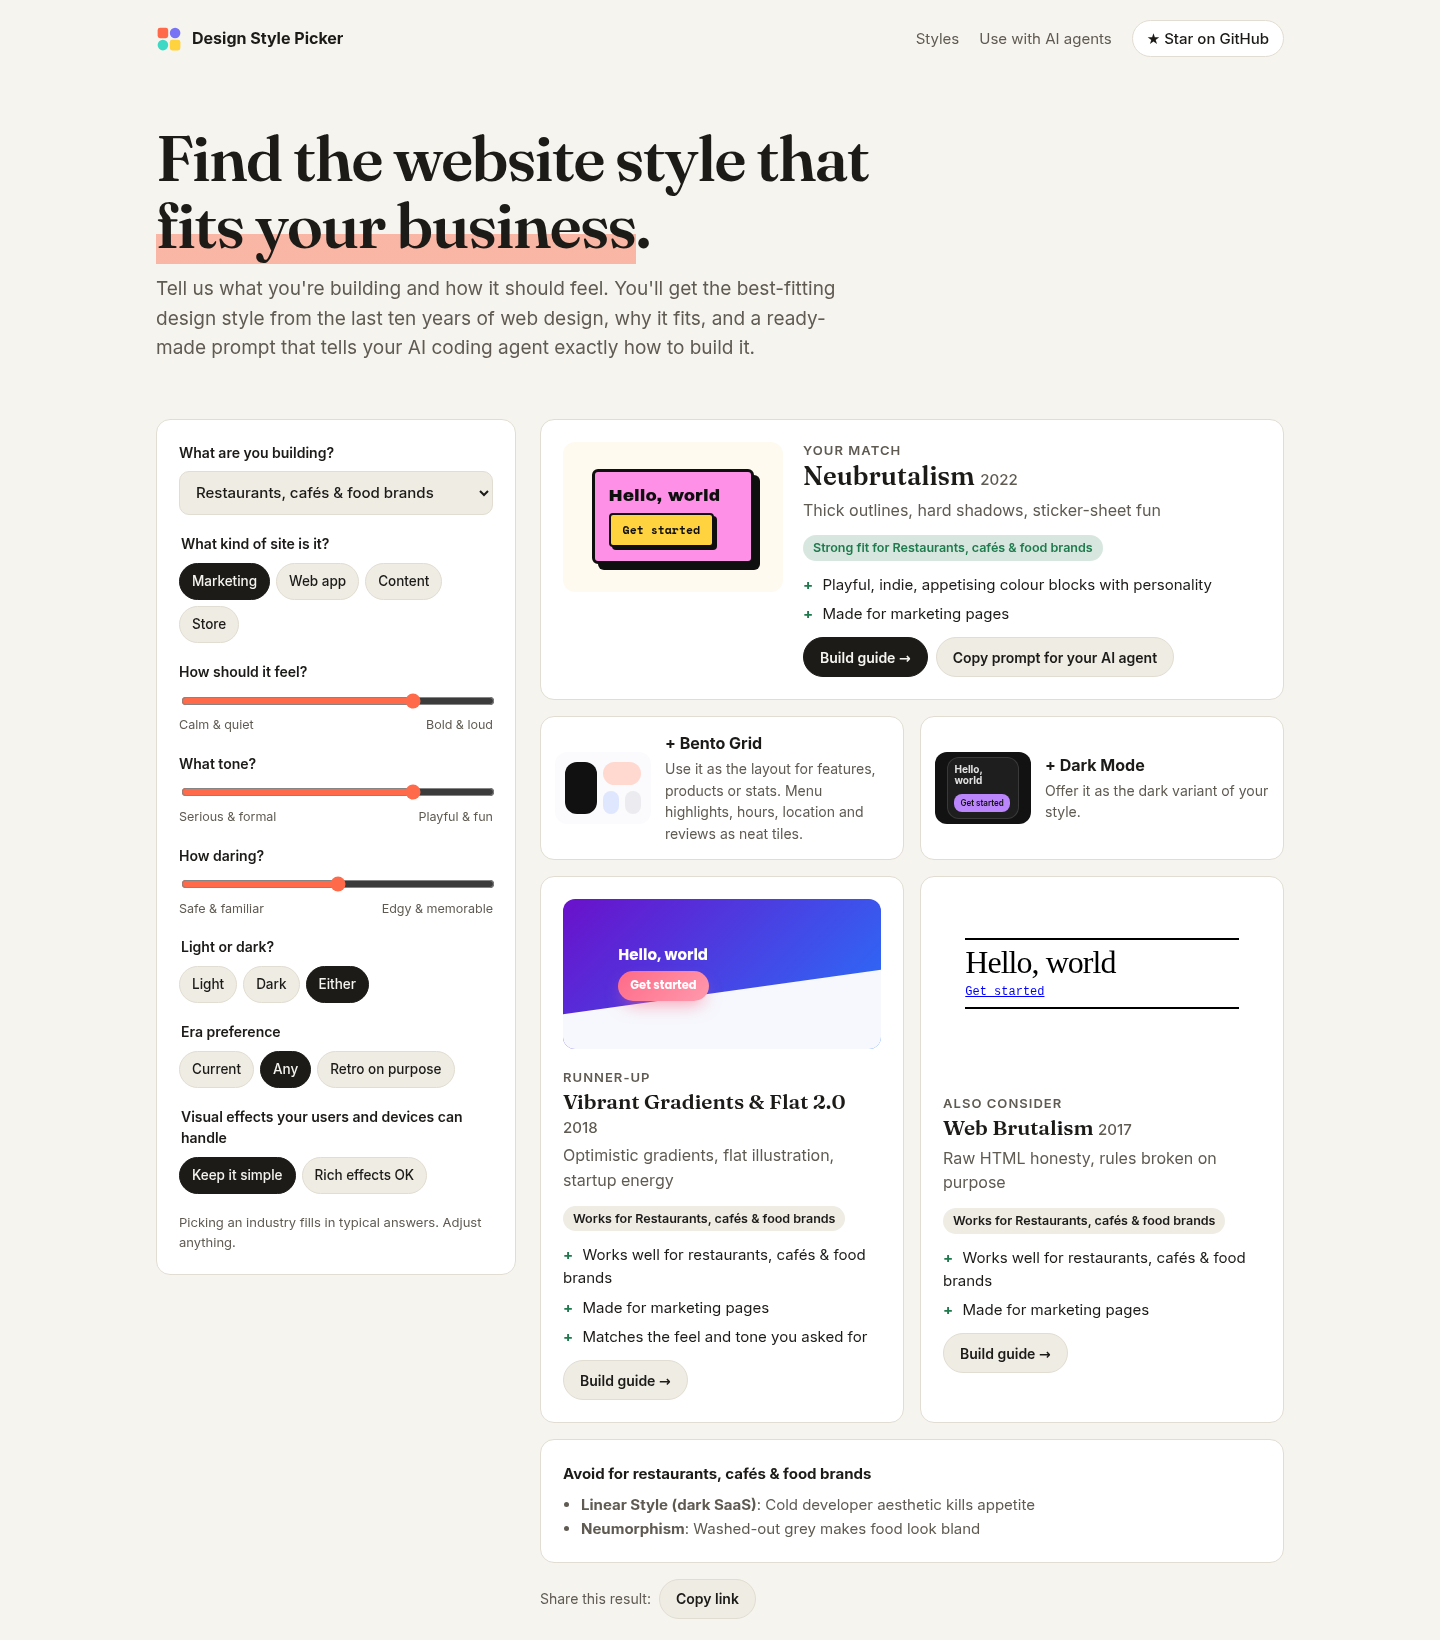 Design Style Picker
Styles
Use with AI agents
★ Star on GitHub
Find the website style that
fits your business.
Tell us what you're building and how it should feel. You'll get the best-fitting
design style from the last ten years of web design, why it fits, and a ready-
made prompt that tells your AI coding agent exactly how to build it.
What are you building?
Restaurants, cafés & food brands
What kind of site is it?
Marketing
Web app
Content
Store
How should it feel?
Calm & quiet
Bold & loud
What tone?
Serious & formal
Playful & fun
How daring?
Safe & familiar
Edgy & memorable
Light or dark?
Light
Dark
Either
Era preference
Current
Any
Retro on purpose
Visual effects your users and devices can
handle
Keep it simple
Rich effects OK
Picking an industry fills in typical answers. Adjust
anything.
Hello, world
Get started
YOUR MATCH
Neubrutalism 2022
Thick outlines, hard shadows, sticker-sheet fun
Strong fit for Restaurants, cafés & food brands
+ Playful, indie, appetising colour blocks with personality
+ Made for marketing pages
Build guide →
Copy prompt for your AI agent
+ Bento Grid
Use it as the layout for features,
products or stats. Menu
highlights, hours, location and
reviews as neat tiles.
Hello,
world
Get started
+ Dark Mode
Offer it as the dark variant of your
style.
Hello, world
Get started
RUNNER-UP
Vibrant Gradients & Flat 2.0
2018
Optimistic gradients, flat illustration,
startup energy
Works for Restaurants, cafés & food brands
+ Works well for restaurants, cafés & food
brands
+ Made for marketing pages
+ Matches the feel and tone you asked for
Build guide →
Hello, world
Get started
ALSO CONSIDER
Web Brutalism 2017
Raw HTML honesty, rules broken on
purpose
Works for Restaurants, cafés & food brands
+ Works well for restaurants, cafés & food
brands
+ Made for marketing pages
Build guide →
Avoid for restaurants, cafés & food brands
• Linear Style (dark SaaS): Cold developer aesthetic kills appetite
• Neumorphism: Washed-out grey makes food look bland
Share this result:
Copy link